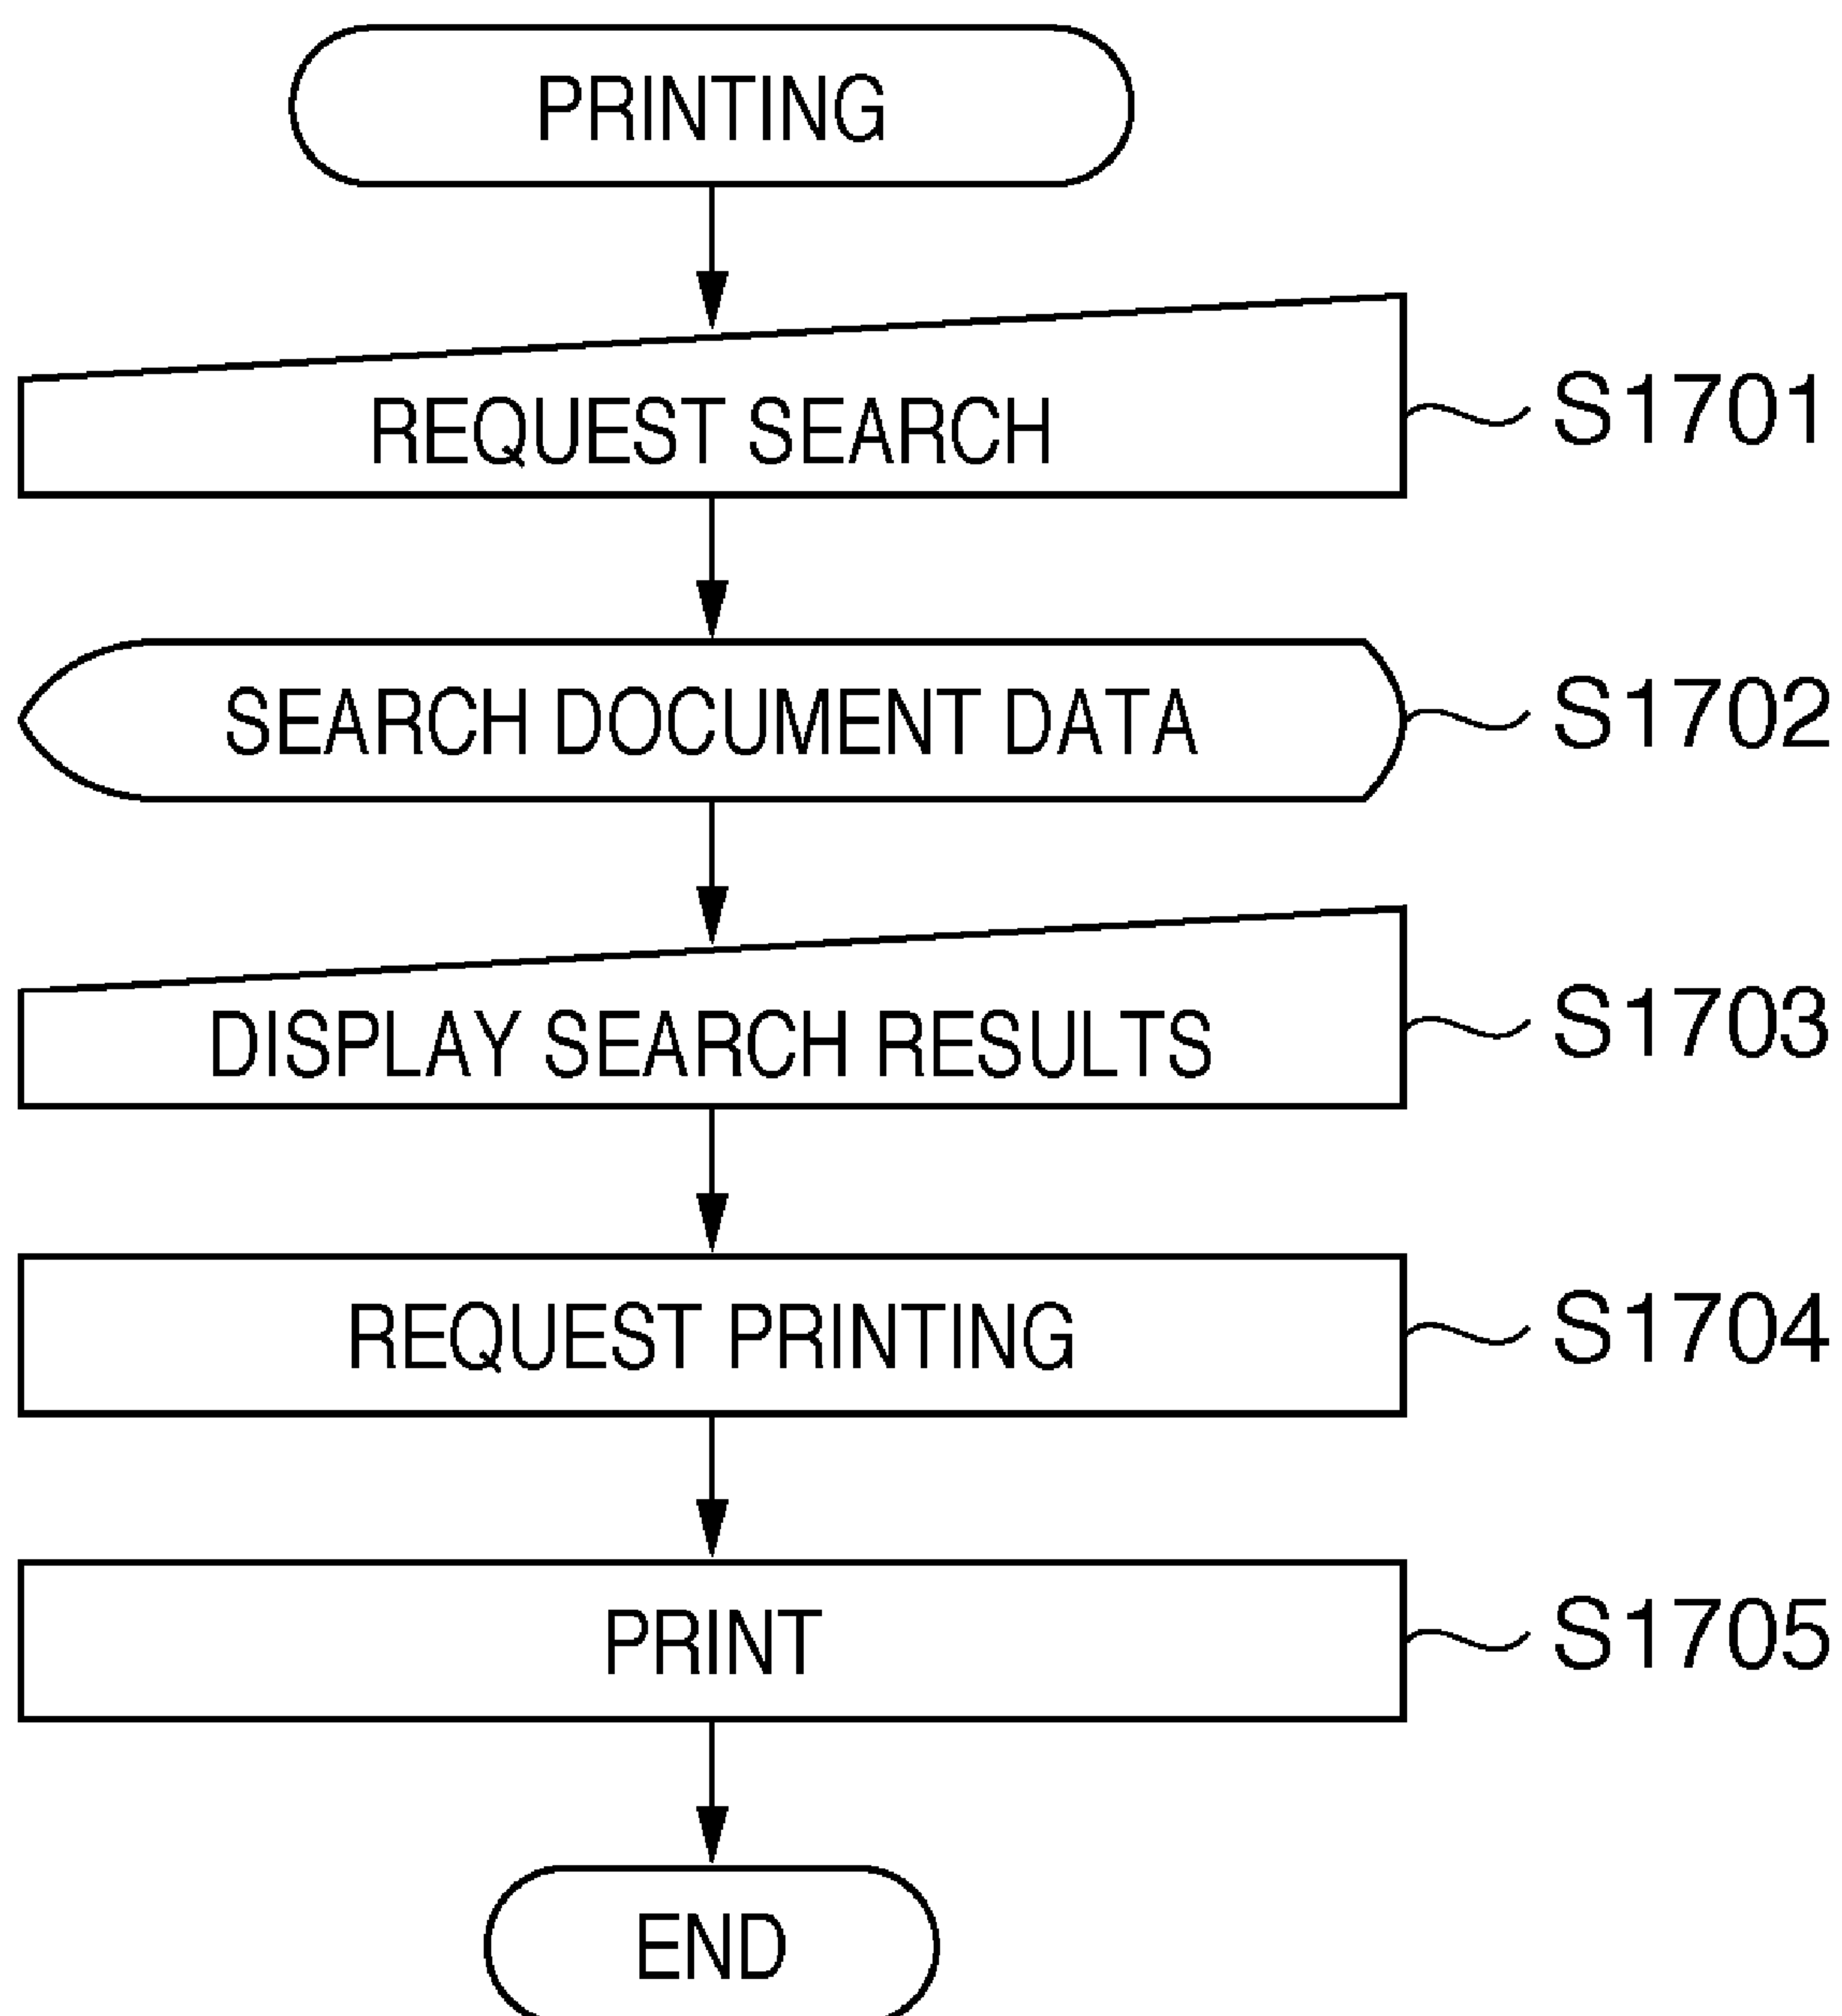 PRINTING
REQUEST SEARCH
S1701
SEARCH DOCUMENT DATA
S1702
DISPLAY SEARCH RESULTS
S1703
REQUEST PRINTING
S1704
PRINT
S1705
END